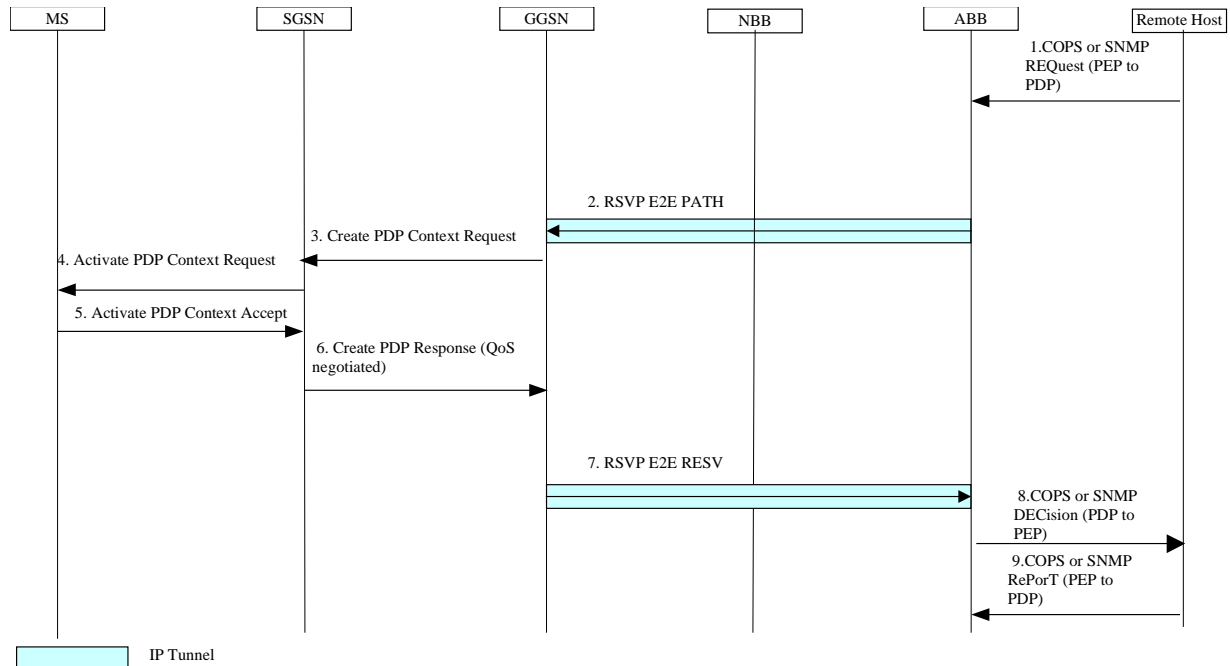 MS
SGSN
GGSN
NBB
ABB
Remote Host
1.COPS or SNMP
REQuest (PEP to
PDP)
2. RSVP E2E PATH
3. Create PDP Context Request
4. Activate PDP Context Request
5. Activate PDP Context Accept
6. Create PDP Response (QoS
negotiated)
7. RSVP E2E RESV
8.COPS or SNMP
DECision (PDP to
PEP)
9.COPS or SNMP
RePorT (PEP to
PDP)
IP Tunnel